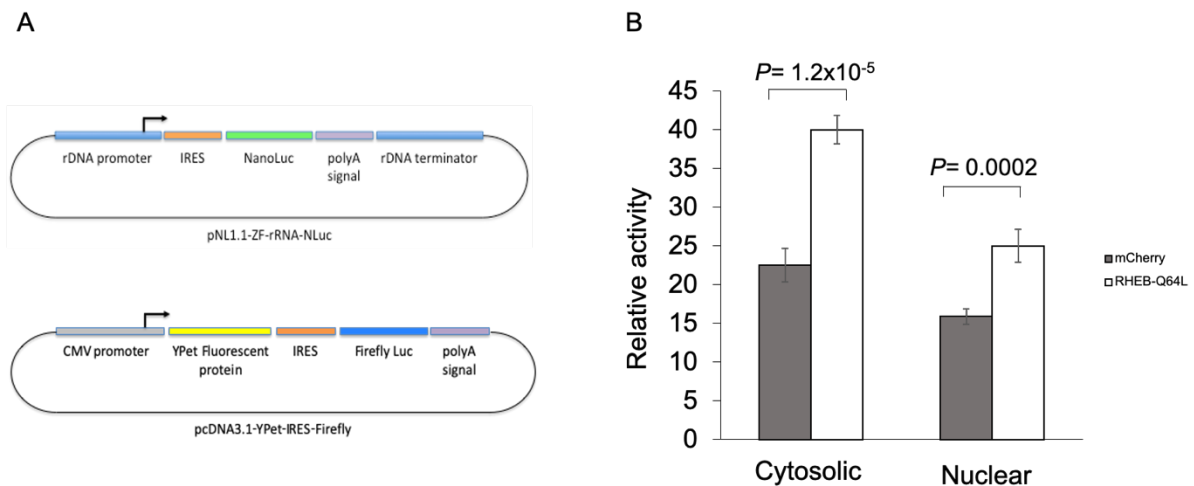 A
rDNA promoter
IRES
NanoLuc
polyA
signal
rDNA terminator
pNL1.1-ZF-rRNA-NLuc
CMV promoter
YPet Fluorescent
protein
IRES
Firefly Luc
polyA
signal
pcDNA3.1-YPet-IRES-Firefly
B
P= 1.2x10-5
P= 0.0002
Relative activity
45
40
35
30
25
20
15
10
5
0
Cytosolic
Nuclear
mCherry
RHEB-Q64L